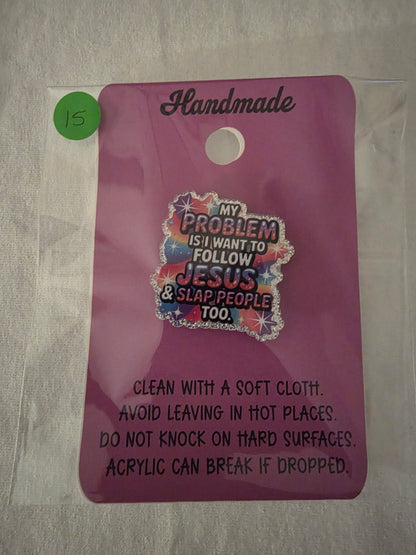 Handmade
15
MY
PROBLEM
IS I WANT TO
FOLLOW
JESUS
& SLAP PEOPLE
TOO.
CLEAN WITH A SOFT CLOTH.
AVOID LEAVING IN HOT PLACES.
DO NOT KNOCK ON HARD SURFACES.
ACRYLIC CAN BREAK IF DROPPED.